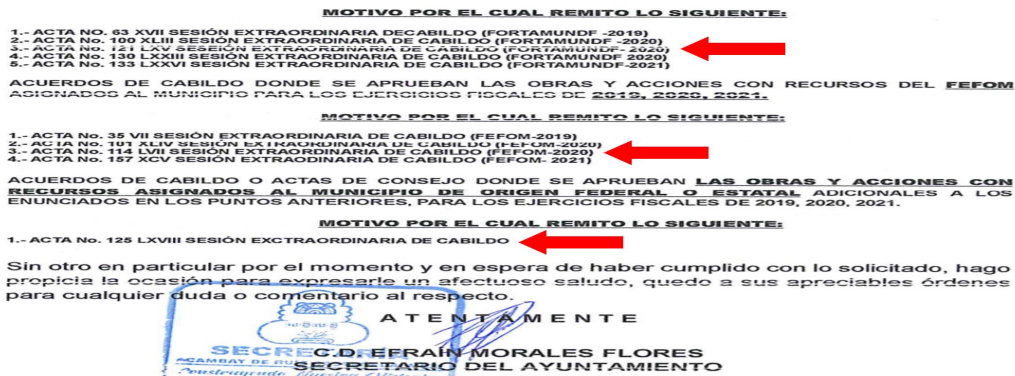 MOTIVO POR EL CUAL REMITO LO SIGUIENTE:
1.- ACTA NO. 63 XVII SESIÓN EXTRAORDINARIA DECABILDO (FORTAMUNDF -2019)
2.- ACTA No. 100 XLIII SESIÓN EXTRAORDINARIA DE CABILDO (FORTAMUNDF -2020)
3.- ACTA No. 121 LXV SESEIÓN EXTRAORDINARIA DE CABILDO (FORTAMUNDF- 2020)
4.- ACTA No. 130 LXXIII SESIÓN EXTRAORDINARIA DE CABILDO (FORTAMUNDF 2020)
5.- ACTA No. 133 LXXVI SESIÓN EXTRAORDINARIA DE CABILDO (FORTAMUNDF-2021)
ACUERDOS DE CABILDO DONDE SE APRUEBAN LAS OBRAS Y ACCIONES CON RECURSOS DEL FEFOM
ASIGNADOS AL MUNICIPIO PARA LOS EJERCICIOS FISCALES DE 2019, 2020, 2021.
MOTIVO POR EL CUAL REMITO LO SIGUIENTE:
1.- ACTA No. 35 VII SESIÓN EXTRAORDINARIA DE CABILDO (FEFOM-2019)
2.- ACTA No. 101 XLIV SESIÓN EXTRAORDINARIA DE CABILDO (FEFOM-2020)
3.- ACTA No. 114 LVII SESIÓN EXTRAORDINARIA DE CABILDO (FEFOM-2020)
4.- ACTA No. 157 XCV SESIÓN EXTRAODINARIA DE CABILDO (FEFOM- 2021)
ACUERDOS DE CABILDO O ACTAS DE CONSEJO DONDE SE APRUEBAN LAS OBRAS Y ACCIONES CON
RECURSOS ASIGNADOS AL MUNICIPIO DE ORIGEN FEDERAL O ESTATAL ADICIONALES A LOS
ENUNCIADOS EN LOS PUNTOS ANTERIORES, PARA LOS EJERCICIOS FISCALES DE 2019, 2020, 2021.
MOTIVO POR EL CUAL REMITO LO SIGUIENTE:
1.- ACTA No. 125 LXVIII SESIÓN EXCTRAORDINARIA DE CABILDO
Sin otro en particular por el momento y en espera de haber cumplido con lo solicitado, hago
propicia la ocasión para expresarle un afectuoso saludo, quedo a sus apreciables órdenes
para cualquier duda o comentario al respecto.
ATENTAMENTE
SECRETARÍA
C.D. EFRAÍN MORALES FLORES
ACAMBAY DE
SECRETARIO DEL AYUNTAMIENTO
Construyendo